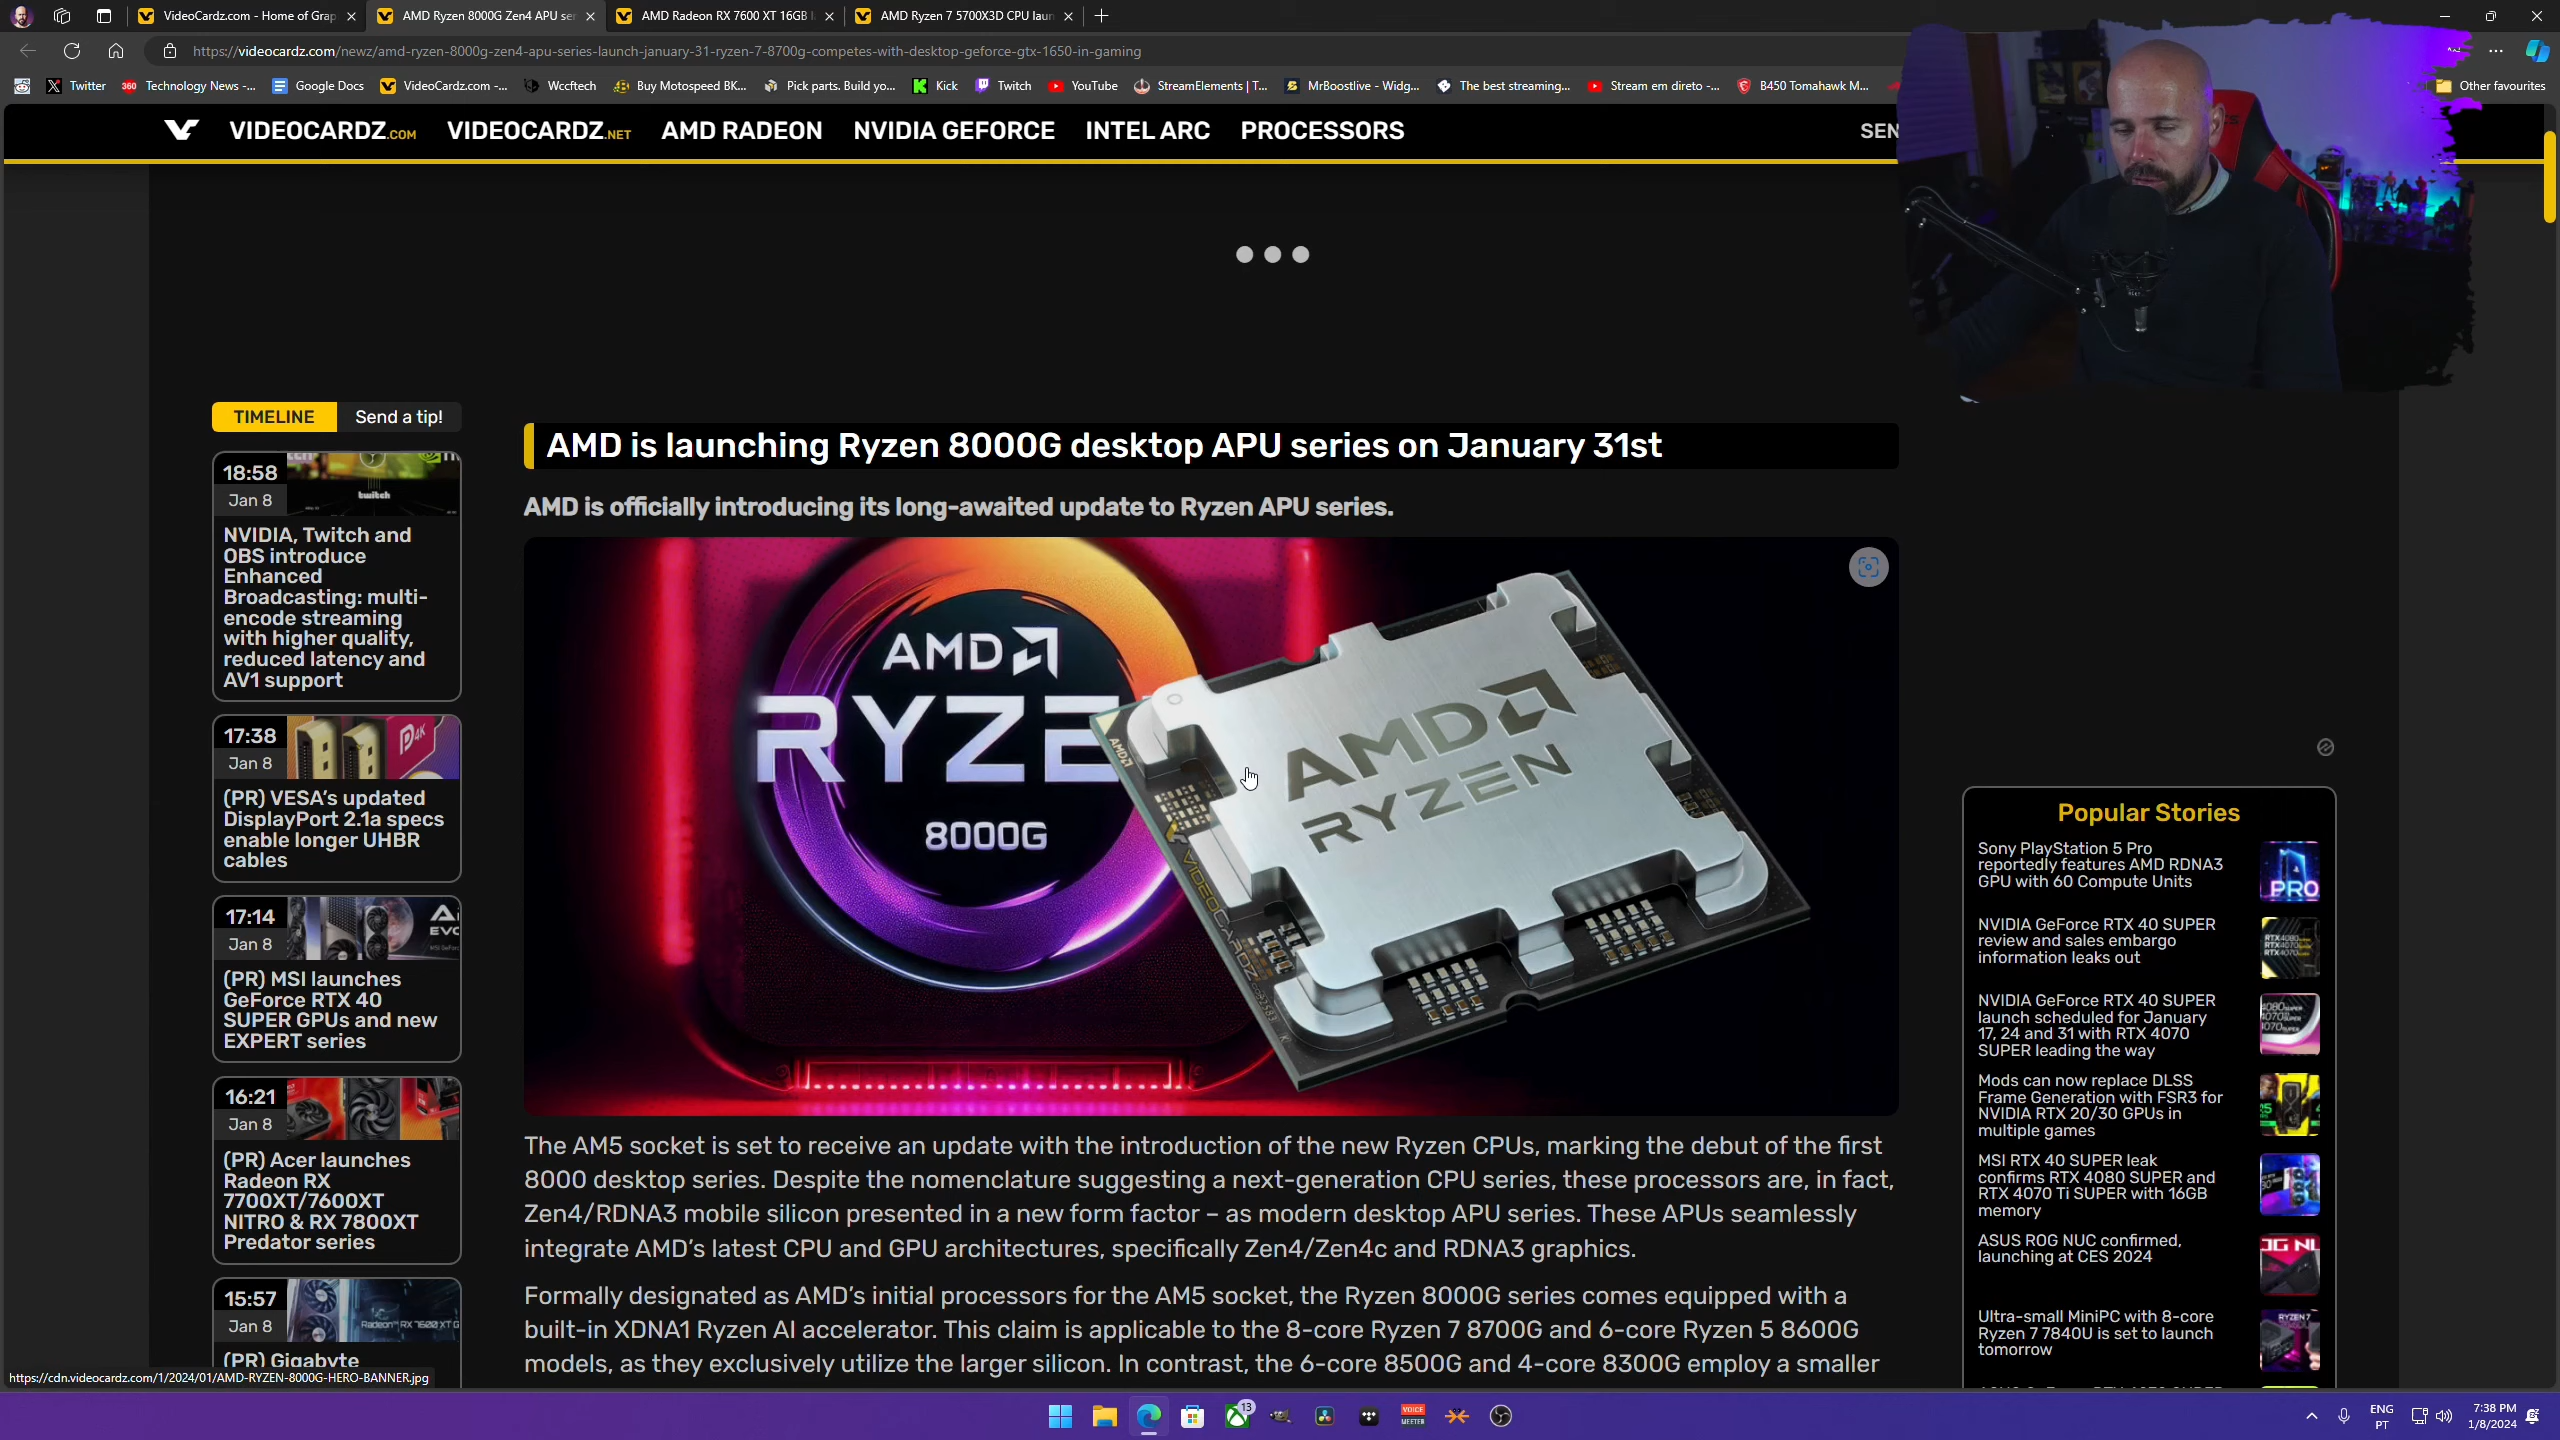 VideoCardz.com - Home of Grap
AMD Ryzen 8000G Zen4 APU ser
AMD Radeon RX 7600 XT 16GB l
AMD Ryzen 7 5700X3D CPU laun
https://videocardz.com/newz/amd-ryzen-8000g-zen4-apu-series-launch-january-31-ryzen-7-8700g-competes-with-desktop-geforce-gtx-1650-in-gaming
Twitter
Technology News -...
Google Docs
VideoCardz.com -...
Wccftech
Buy Motospeed BK...
Pick parts. Build yo...
Kick
Twitch
YouTube
StreamElements | T...
MrBoostlive - Widg...
The best streaming...
Stream em direto -...
B450 Tomahawk M...
Other favourites
VIDEOCARDZ.COM
VIDEOCARDZ.NET
AMD RADEON
NVIDIA GEFORCE
INTEL ARC
PROCESSORS
SEN
TIMELINE
Send a tip!
18:58
Jan 8
twitch
NVIDIA, Twitch and
OBS introduce
Enhanced
Broadcasting: multi-
encode streaming
with higher quality,
reduced latency and
AV1 support
17:38
Jan 8
(PR) VESA's updated
DisplayPort 2.1a specs
enable longer UHBR
cables
17:14
Jan 8
(PR) MSI launches
GeForce RTX 40
SUPER GPUs and new
EXPERT series
16:21
Jan 8
(PR) Acer launches
Radeon RX
7700XT/7600XT
NITRO & RX 7800XT
Predator series
15:57
Jan 8
(PR) Gigabyte
AMD is launching Ryzen 8000G desktop APU series on January 31st
AMD is officially introducing its long-awaited update to Ryzen APU series.
AMD
RYZE
8000G
AMD
RYZEN
AMD
VIDEOCARDZ.com
The AM5 socket is set to receive an update with the introduction of the new Ryzen CPUs, marking the debut of the first
8000 desktop series. Despite the nomenclature suggesting a next-generation CPU series, these processors are, in fact,
Zen4/RDNA3 mobile silicon presented in a new form factor – as modern desktop APU series. These APUs seamlessly
integrate AMD's latest CPU and GPU architectures, specifically Zen4/Zen4c and RDNA3 graphics.
Formally designated as AMD's initial processors for the AM5 socket, the Ryzen 8000G series comes equipped with a
built-in XDNA1 Ryzen AI accelerator. This claim is applicable to the 8-core Ryzen 7 8700G and 6-core Ryzen 5 8600G
models, as they exclusively utilize the larger silicon. In contrast, the 6-core 8500G and 4-core 8300G employ a smaller
Popular Stories
Sony PlayStation 5 Pro
reportedly features AMD RDNA3
GPU with 60 Compute Units
PRO
NVIDIA GeForce RTX 40 SUPER
review and sales embargo
information leaks out
NVIDIA GeForce RTX 40 SUPER
launch scheduled for January
17, 24 and 31 with RTX 4070
SUPER leading the way
Mods can now replace DLSS
Frame Generation with FSR3 for
NVIDIA RTX 20/30 GPUs in
multiple games
MSI RTX 40 SUPER leak
confirms RTX 4080 SUPER and
RTX 4070 Ti SUPER with 16GB
memory
ASUS ROG NUC confirmed,
launching at CES 2024
Ultra-small MiniPC with 8-core
Ryzen 7 7840U is set to launch
tomorrow
https://cdn.videocardz.com/1/2024/01/AMD-RYZEN-8000G-HERO-BANNER.jpg
13
VOICE
MEETER
ENG
PT
7:38 PM
1/8/2024